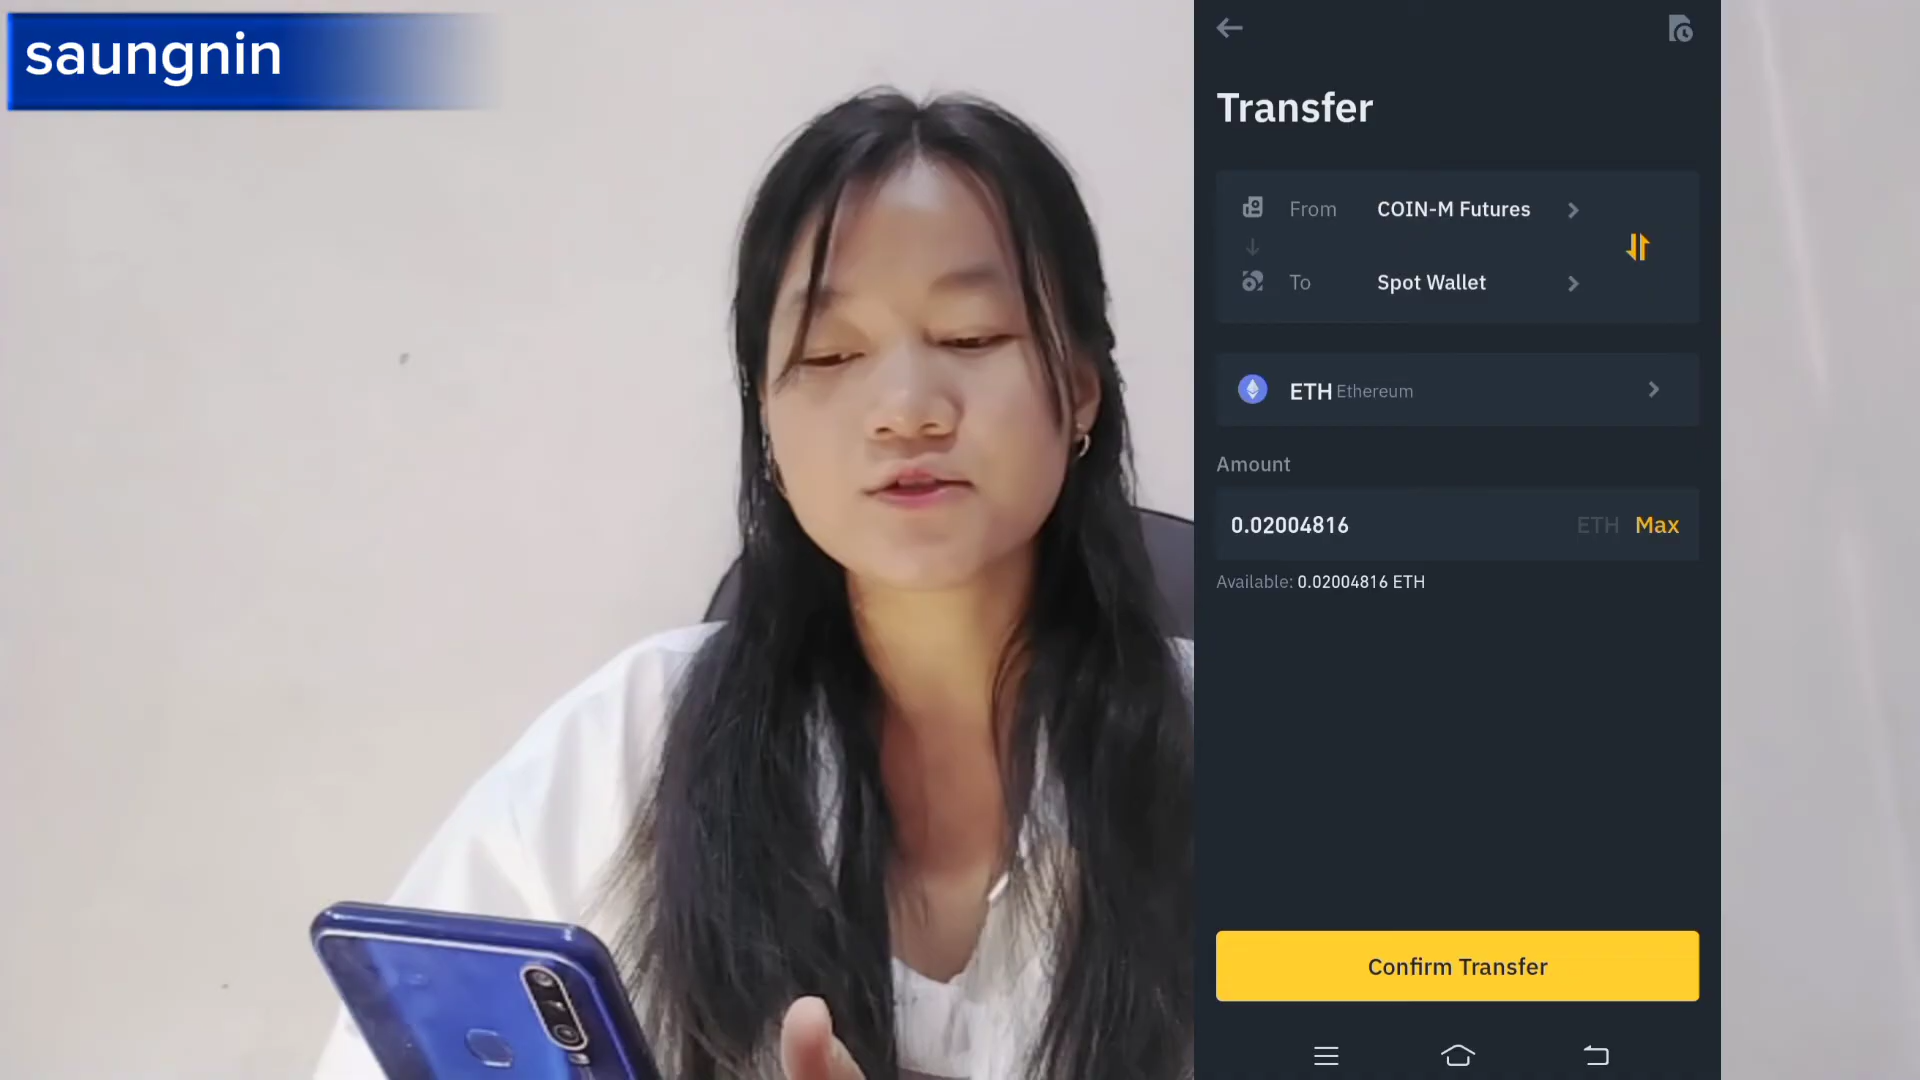 saungnin
Transfer
From COIN-M Futures
To Spot Wallet
ETH Ethereum
Amount
0.02004816 ETH Max
Available: 0.02004816 ETH
Confirm Transfer